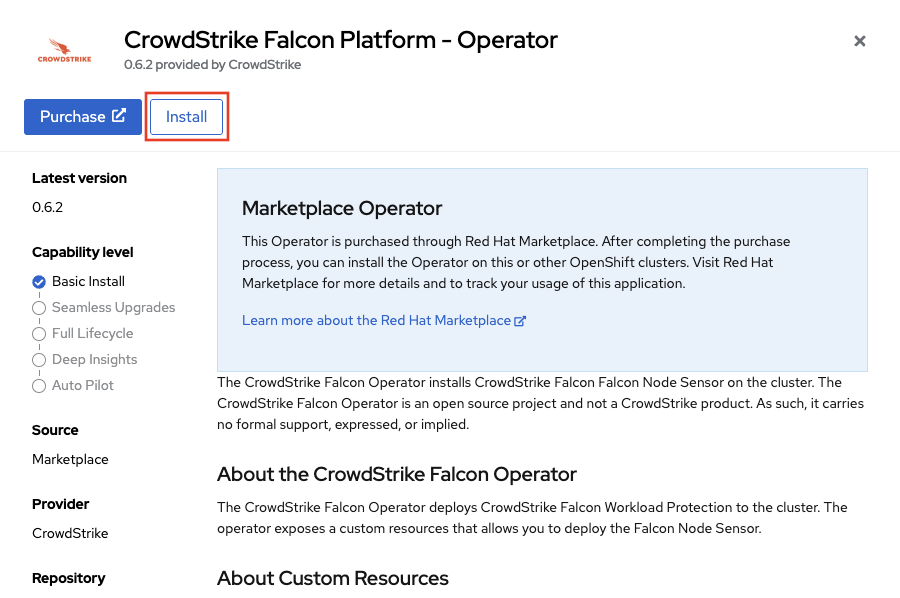 CROWDSTRIKE
CrowdStrike Falcon Platform - Operator
0.6.2 provided by CrowdStrike
Purchase
Install
Latest version
0.6.2
Capability level
Basic Install
Seamless Upgrades
Full Lifecycle
Deep Insights
Auto Pilot
Source
Marketplace
Provider
CrowdStrike
Repository
Marketplace Operator
This Operator is purchased through Red Hat Marketplace. After completing the purchase
process, you can install the Operator on this or other OpenShift clusters. Visit Red Hat
Marketplace for more details and to track your usage of this application.
Learn more about the Red Hat Marketplace
The CrowdStrike Falcon Operator installs CrowdStrike Falcon Falcon Node Sensor on the cluster. The
CrowdStrike Falcon Operator is an open source project and not a CrowdStrike product. As such, it carries
no formal support, expressed, or implied.
About the CrowdStrike Falcon Operator
The CrowdStrike Falcon Operator deploys CrowdStrike Falcon Workload Protection to the cluster. The
operator exposes a custom resources that allows you to deploy the Falcon Node Sensor.
About Custom Resources